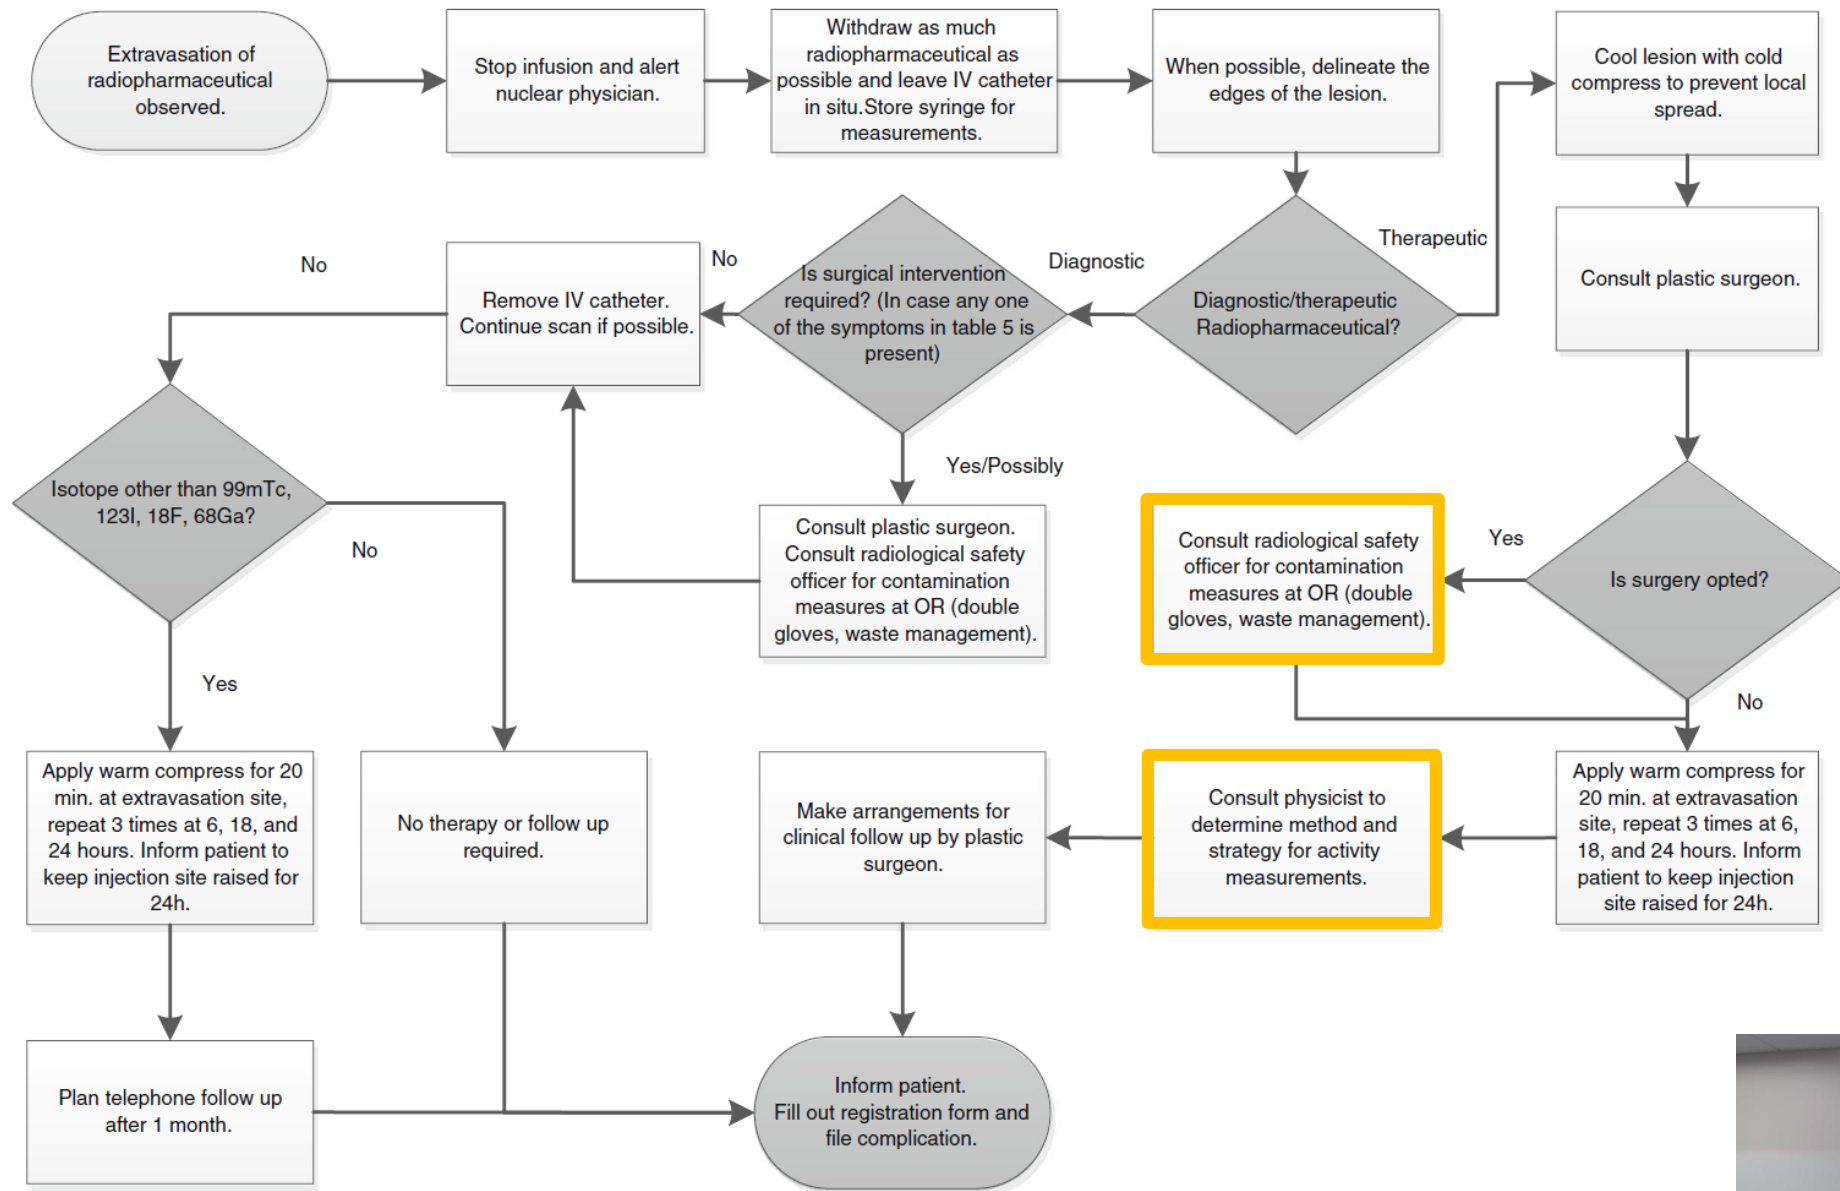 Extravasation of
radiopharmaceutical
observed.
Stop infusion and alert
nuclear physician.
Withdraw as much
radiopharmaceutical as
possible and leave IV catheter
in situ.Store syringe for
measurements.
When possible, delineate the
edges of the lesion.
Cool lesion with cold
compress to prevent local
spread.
Therapeutic
Diagnostic
Diagnostic/therapeutic
Radiopharmaceutical?
Consult plastic surgeon.
Is surgical intervention
required? (In case any one
of the symptoms in table 5 is
present)
No
Remove IV catheter.
Continue scan if possible.
No
Yes/Possibly
Consult plastic surgeon.
Consult radiological safety
officer for contamination
measures at OR (double
gloves, waste management).
Isotope other than 99mTc,
123I, 18F, 68Ga?
No
Yes
Is surgery opted?
Yes
Consult radiological safety
officer for contamination
measures at OR (double
gloves, waste management).
No
Apply warm compress for 20
min. at extravasation site,
repeat 3 times at 6, 18, and
24 hours. Inform patient to
keep injection site raised for
24h.
No therapy or follow up
required.
Make arrangements for
clinical follow up by plastic
surgeon.
Consult physicist to
determine method and
strategy for activity
measurements.
Apply warm compress for
20 min. at extravasation
site, repeat 3 times at 6,
18, and 24 hours. Inform
patient to keep injection
site raised for 24h.
Plan telephone follow up
after 1 month.
Inform patient.
Fill out registration form and
file complication.